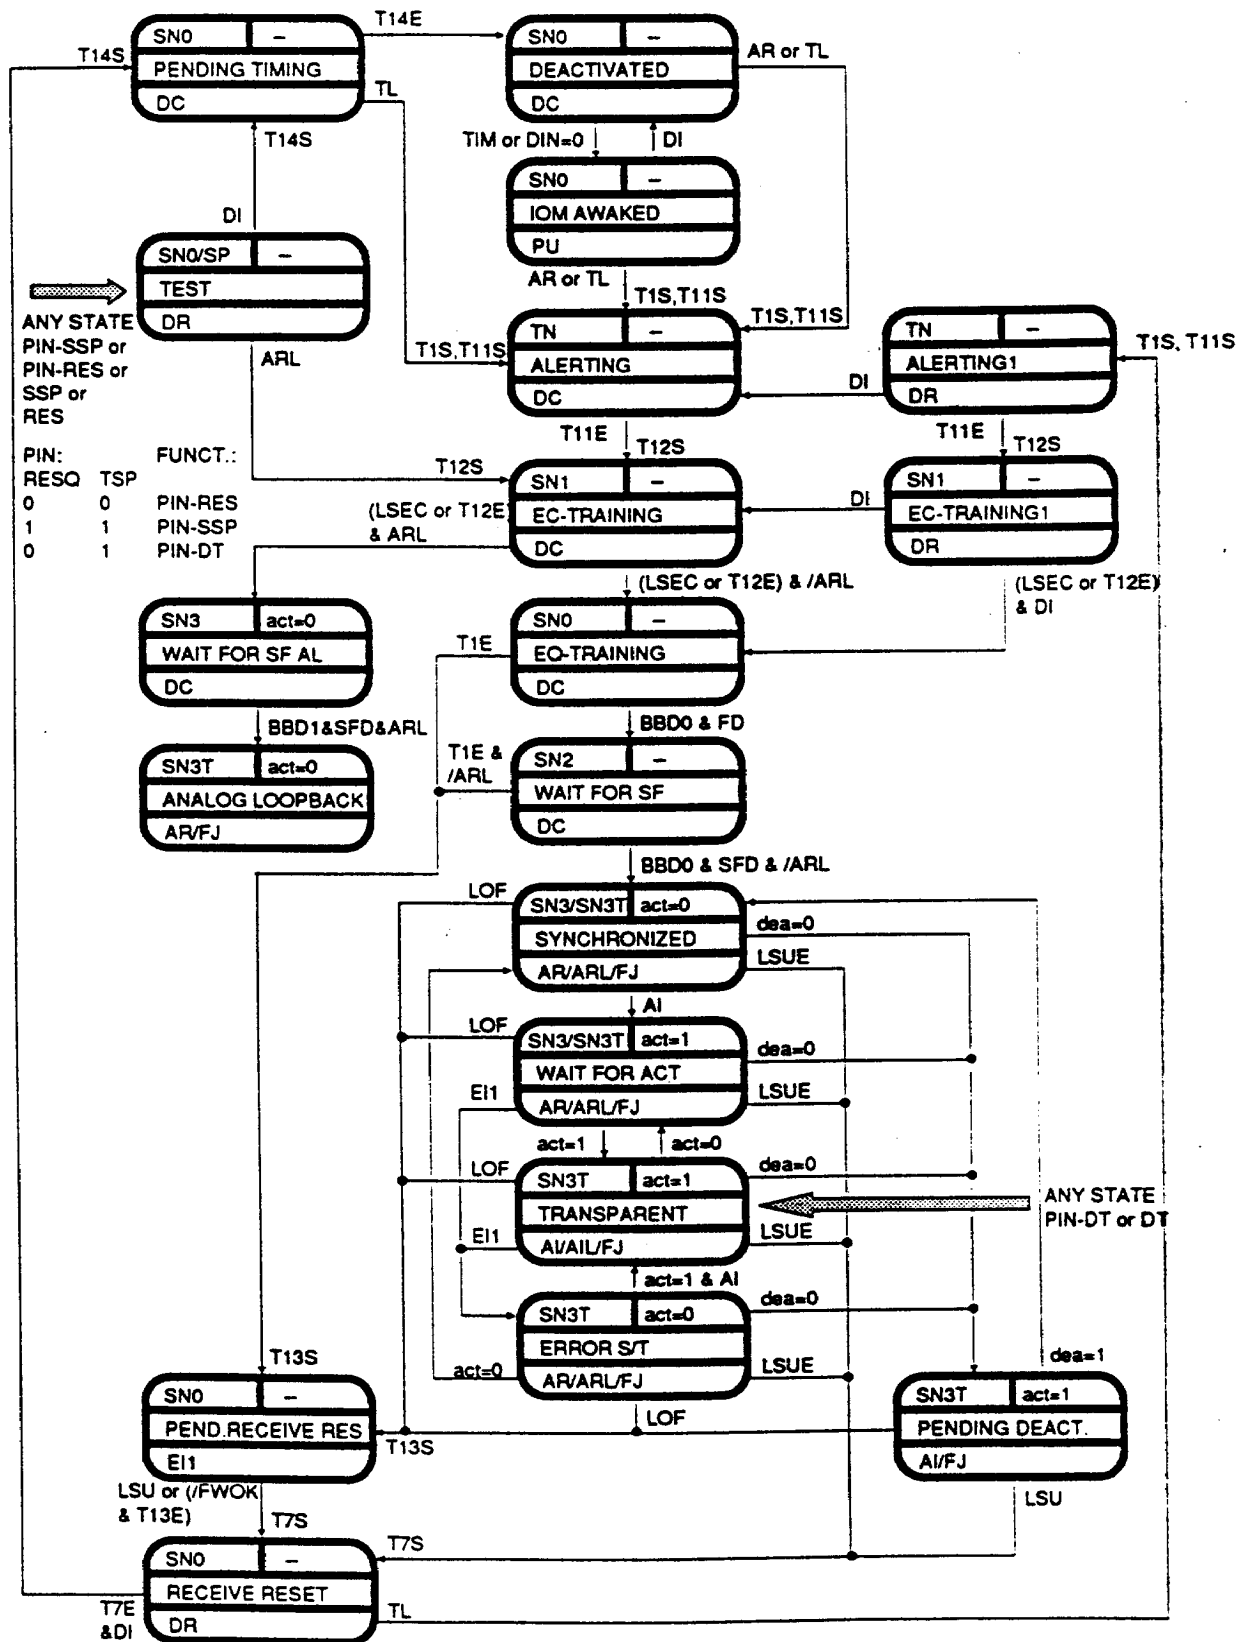 T14S
SN0 –
PENDING TIMING
DC
T14E
TL
SN0 –
DEACTIVATED
DC
AR or TL
T14S
TIM or DIN=0
DI
SN0 –
IOM AWAKED
PU
DI
SN0/SP –
TEST
DR
ANY STATE
PIN-SSP or
PIN-RES or
SSP or
RES
ARL
AR or TL
T1S,T11S
T1S,T11S
T1S,T11S
TN –
ALERTING
DC
TN –
ALERTING1
DR
T1S, T11S
DI
PIN: FUNCT.:
RESQ TSP
0 0 PIN-RES
1 1 PIN-SSP
0 1 PIN-DT
T11E
T12S
T11E
T12S
T12S
SN1 –
EC-TRAINING
DC
DI
SN1 –
EC-TRAINING1
DR
(LSEC or T12E)
& ARL
(LSEC or T12E) & /ARL
(LSEC or T12E)
& DI
SN3 act=0
WAIT FOR SF AL
DC
T1E
SN0 –
EQ-TRAINING
DC
BBD1&SFD&ARL
BBD0 & FD
SN3T act=0
ANALOG LOOPBACK
AR/FJ
T1E &
/ARL
SN2 –
WAIT FOR SF
DC
BBD0 & SFD & /ARL
LOF
SN3/SN3T act=0
SYNCHRONIZED
AR/ARL/FJ
dea=0
LSUE
AI
LOF
SN3/SN3T act=1
WAIT FOR ACT
AR/ARL/FJ
dea=0
LSUE
EI1
act=1
act=0
LOF
SN3T act=1
TRANSPARENT
AI/AIL/FJ
dea=0
LSUE
EI1
ANY STATE
PIN-DT or DT
act=1 & AI
SN3T act=0
ERROR S/T
AR/ARL/FJ
dea=0
LSUE
act=0
LOF
dea=1
SN3T act=1
PENDING DEACT.
AI/FJ
LSU
T13S
SN0 –
PEND.RECEIVE RES
EI1
T13S
LSU or (/FWOK
& T13E)
T7S
T7S
SN0 –
RECEIVE RESET
DR
T7E
&DI
TL